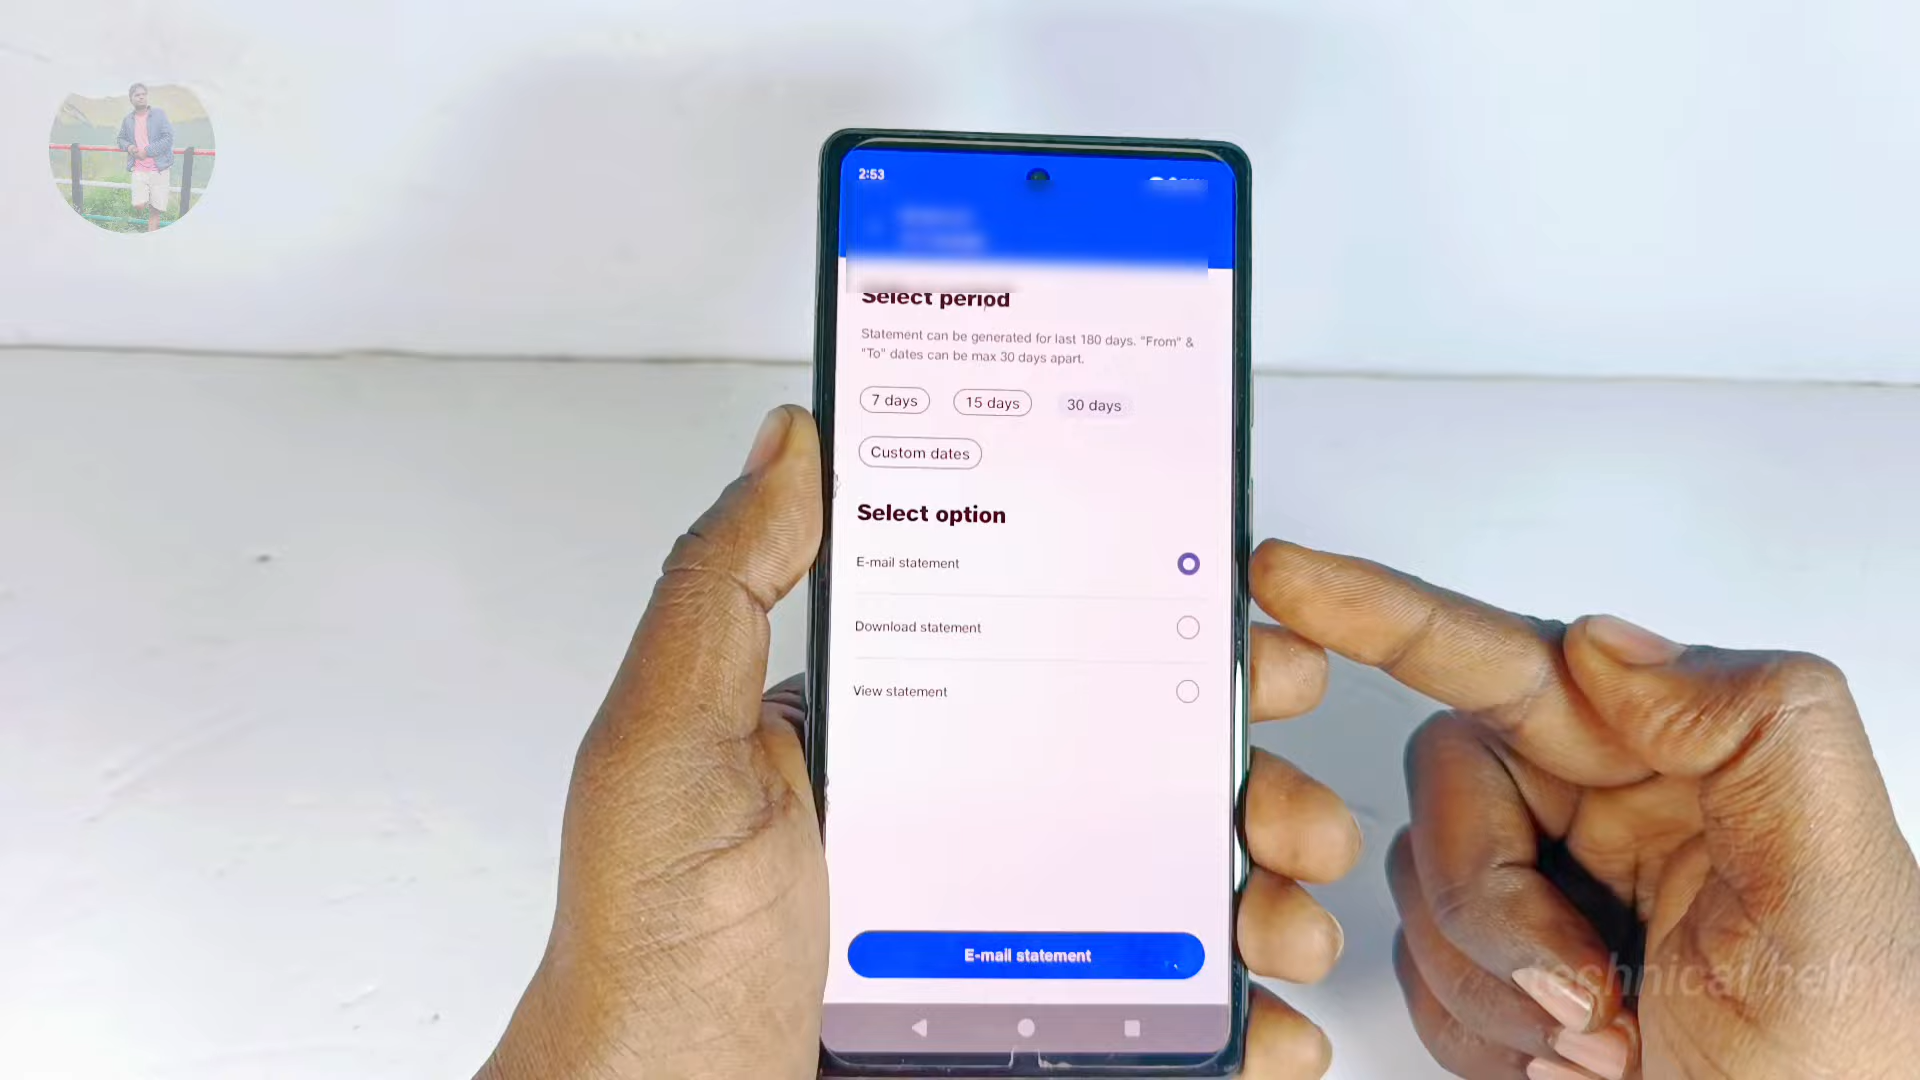 2:53
Select period
Statement can be generated for last 180 days. "From" &
"To" dates can be max 30 days apart.
7 days
15 days
30 days
Custom dates
Select option
E-mail statement
Download statement
View statement
E-mail statement
technical help